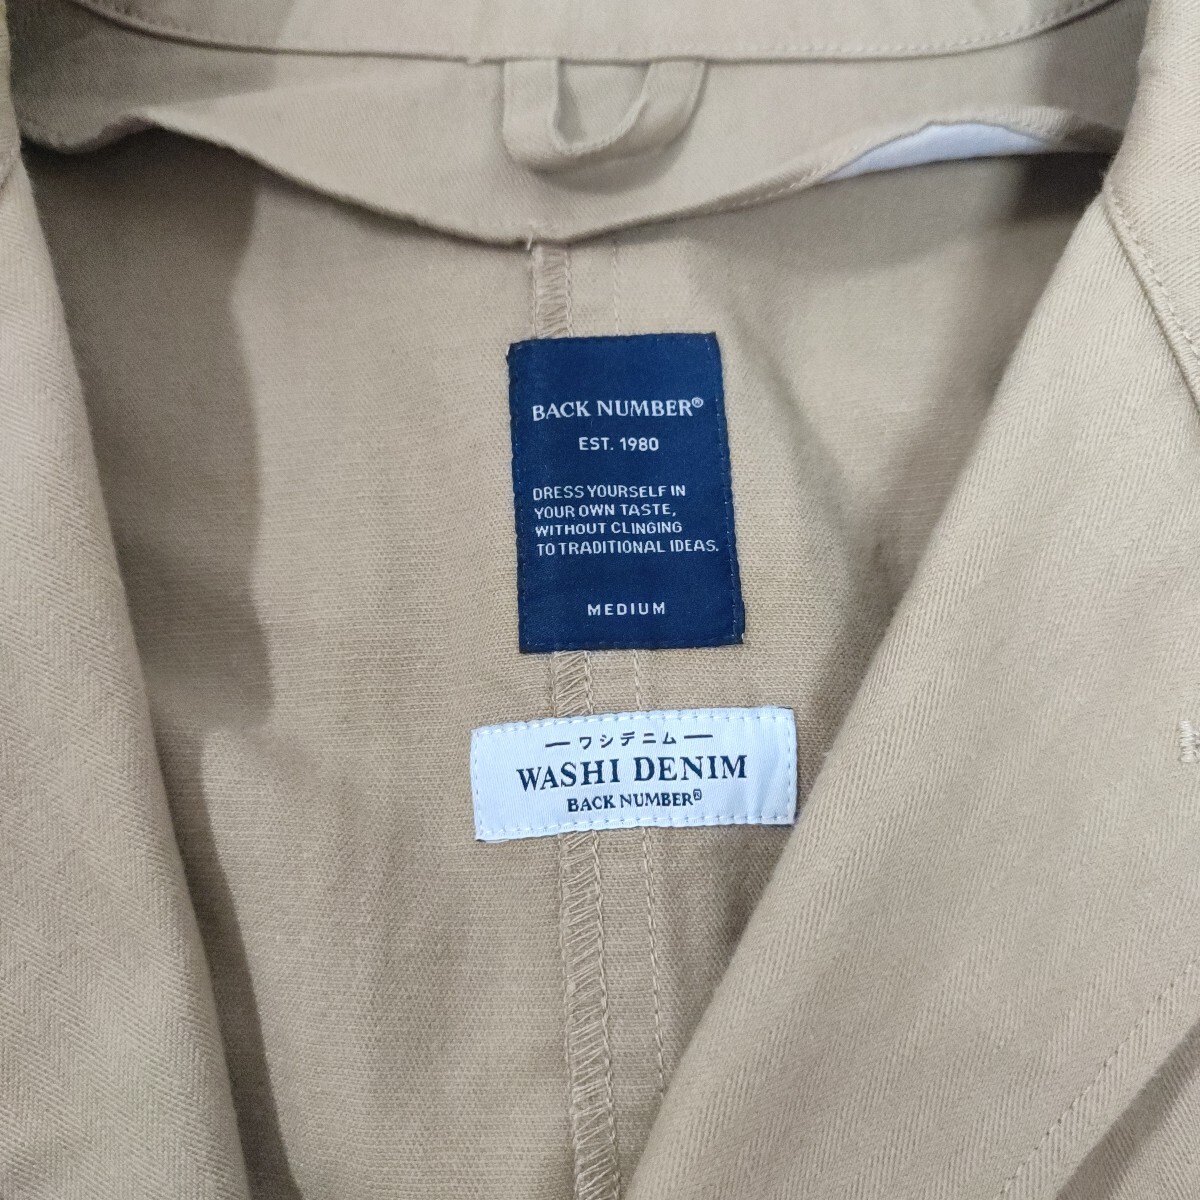 BACK NUMBER®
EST. 1980
DRESS YOURSELF IN
YOUR OWN TASTE,
WITHOUT CLINGING
TO TRADITIONAL IDEAS.
MEDIUM
— ワシデニム —
WASHI DENIM
BACK NUMBER®